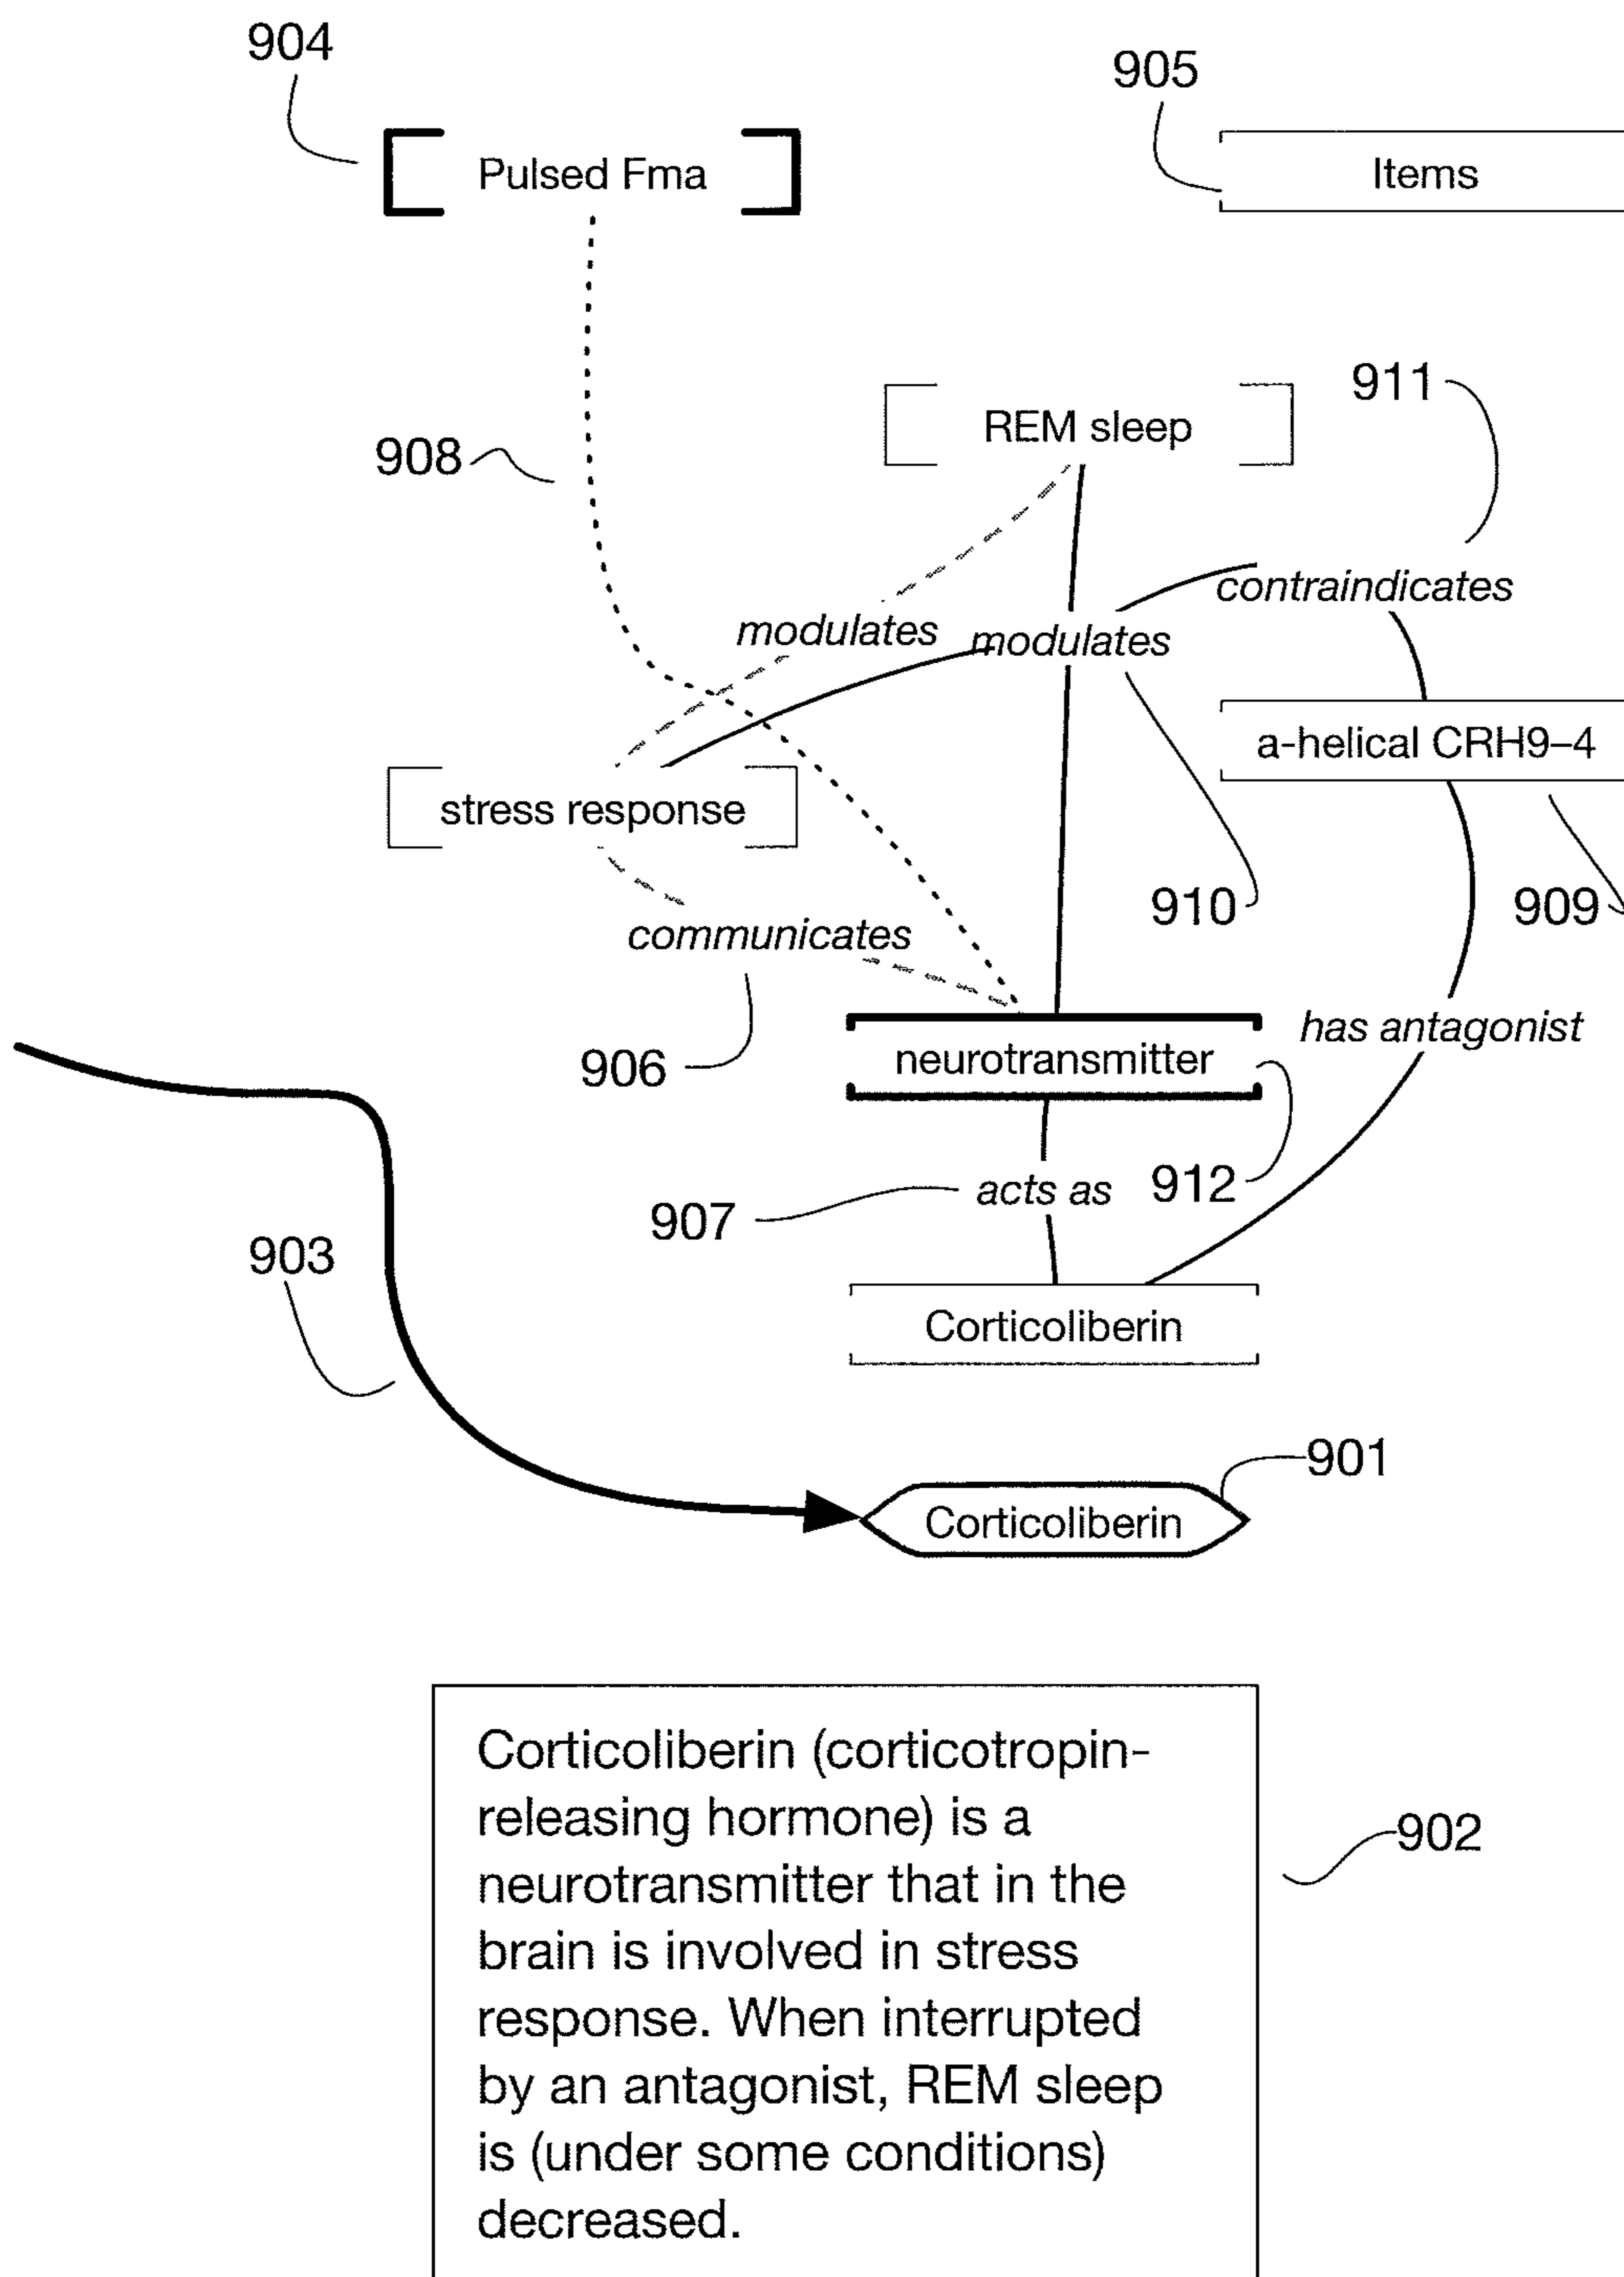 904
905
Pulsed Fma
Items
911
REM sleep
908
contraindicates
modulates
modulates
a-helical CRH9–4
stress response
910
909
communicates
has antagonist
neurotransmitter
906
acts as
912
907
903
Corticoliberin
901
Corticoliberin
Corticoliberin (corticotropin-
releasing hormone) is a
neurotransmitter that in the
brain is involved in stress
response. When interrupted
by an antagonist, REM sleep
is (under some conditions)
decreased.
902